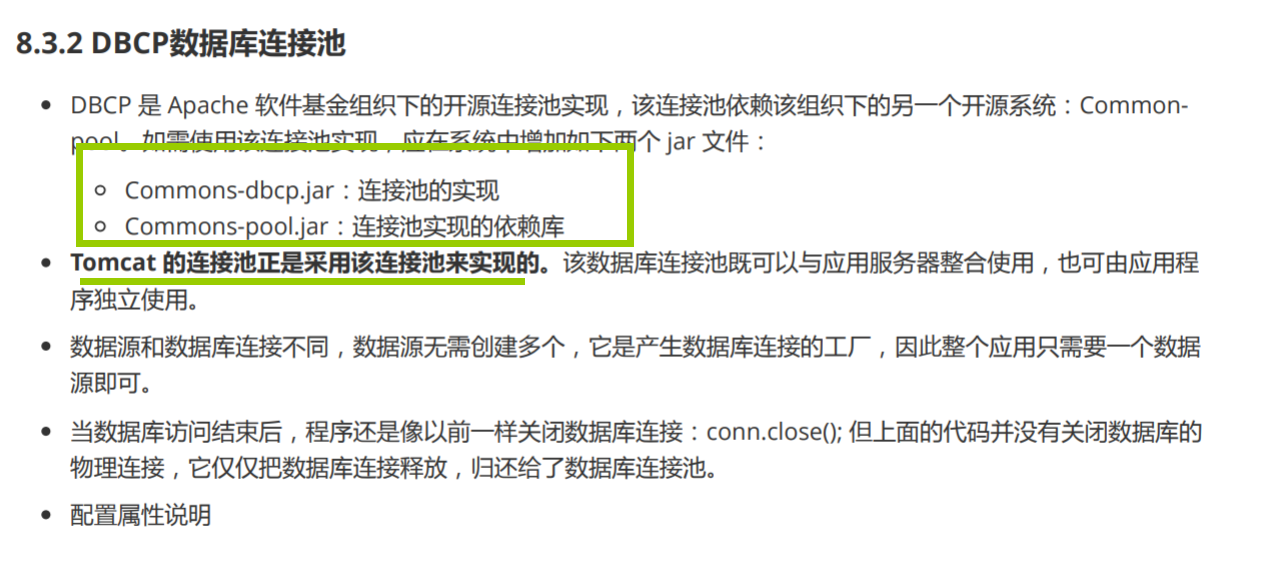 8.3.2 DBCP数据库连接池
DBCP 是 Apache 软件基金组织下的开源连接池实现，该连接池依赖该组织下的另一个开源系统：Common-
pool。如需使用该连接池实现，应在系统中增加如下两个 jar 文件：
Commons-dbcp.jar：连接池的实现
Commons-pool.jar：连接池实现的依赖库
Tomcat 的连接池正是采用该连接池来实现的。该数据库连接池既可以与应用服务器整合使用，也可由应用程
序独立使用。
数据源和数据库连接不同，数据源无需创建多个，它是产生数据库连接的工厂，因此整个应用只需要一个数据
源即可。
当数据库访问结束后，程序还是像以前一样关闭数据库连接：conn.close(); 但上面的代码并没有关闭数据库的
物理连接，它仅仅把数据库连接释放，归还给了数据库连接池。
配置属性说明